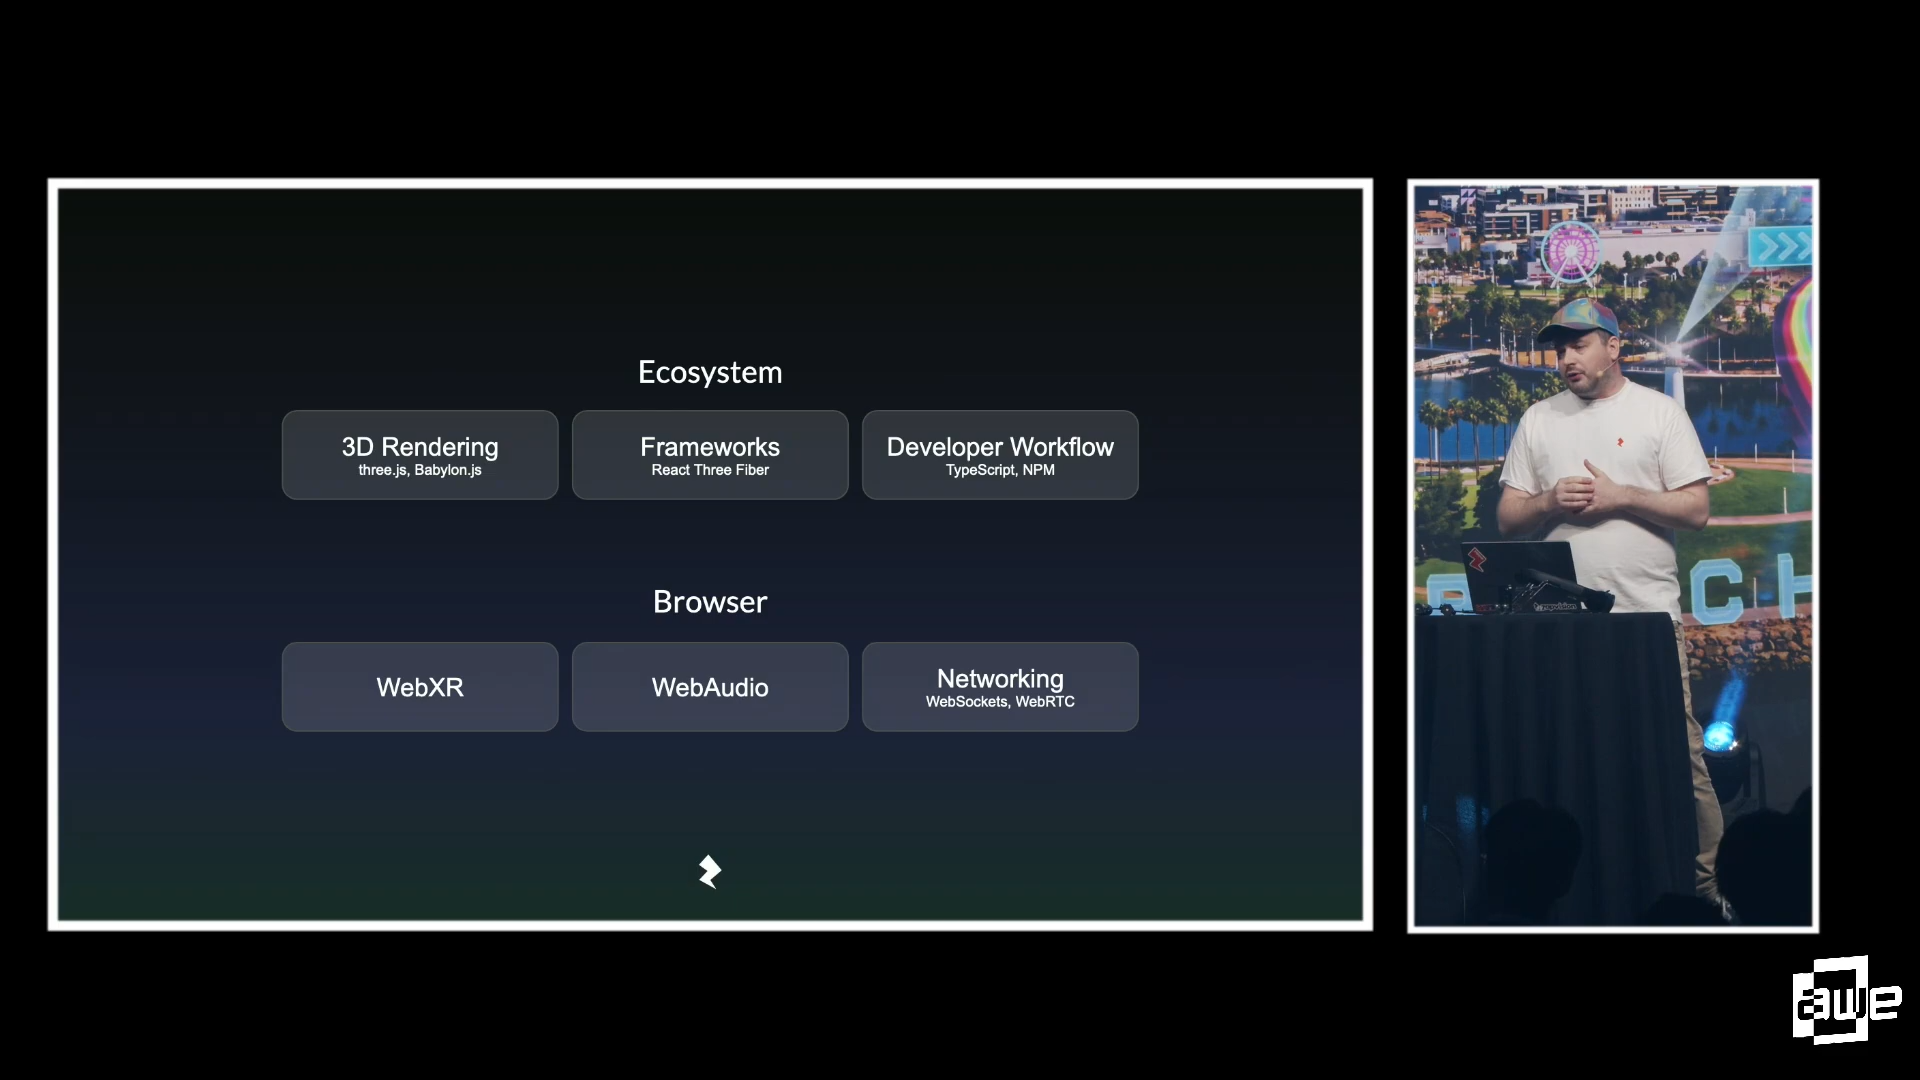 Ecosystem
3D Rendering
three.js, Babylon.js
Frameworks
React Three Fiber
Developer Workflow
TypeScript, NPM
Browser
WebXR
WebAudio
Networking
WebSockets, WebRTC
CH
awe